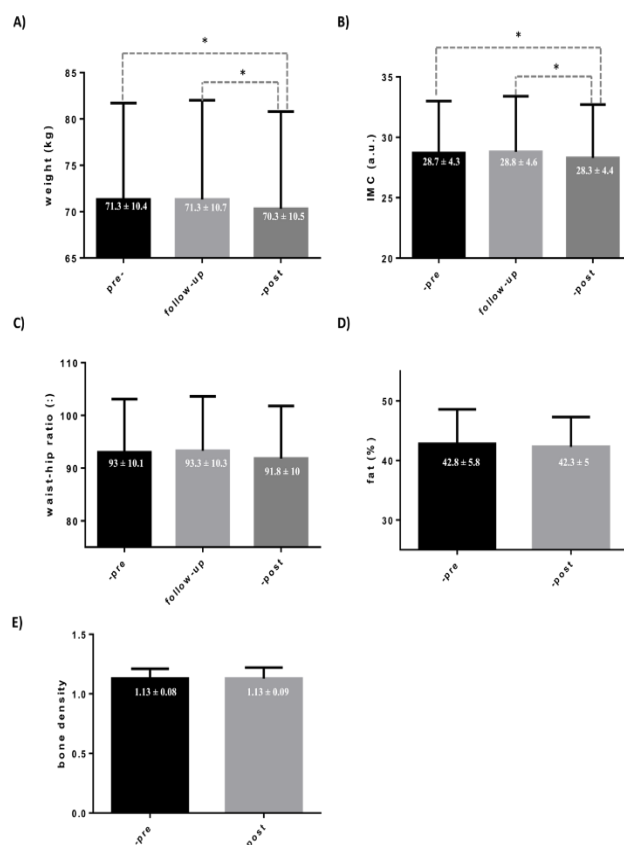 A)
*
*
85
80
75
70
65
weight (kg)
71.3 ± 10.4
71.3 ± 10.7
70.3 ± 10.5
pre-
follow-up
-post
B)
*
*
35
30
25
20
IMC (a.u.)
28.7 ± 4.3
28.8 ± 4.6
28.3 ± 4.4
-pre
follow-up
-post
C)
110
100
90
80
waist-hip ratio (:)
93 ± 10.1
93.3 ± 10.3
91.8 ± 10
-pre
follow-up
-post
D)
50
40
30
fat (%)
42.8 ± 5.8
42.3 ± 5
-pre
-post
E)
1.5
1.0
0.5
0.0
bone density
1.13 ± 0.08
1.13 ± 0.09
-pre
-post